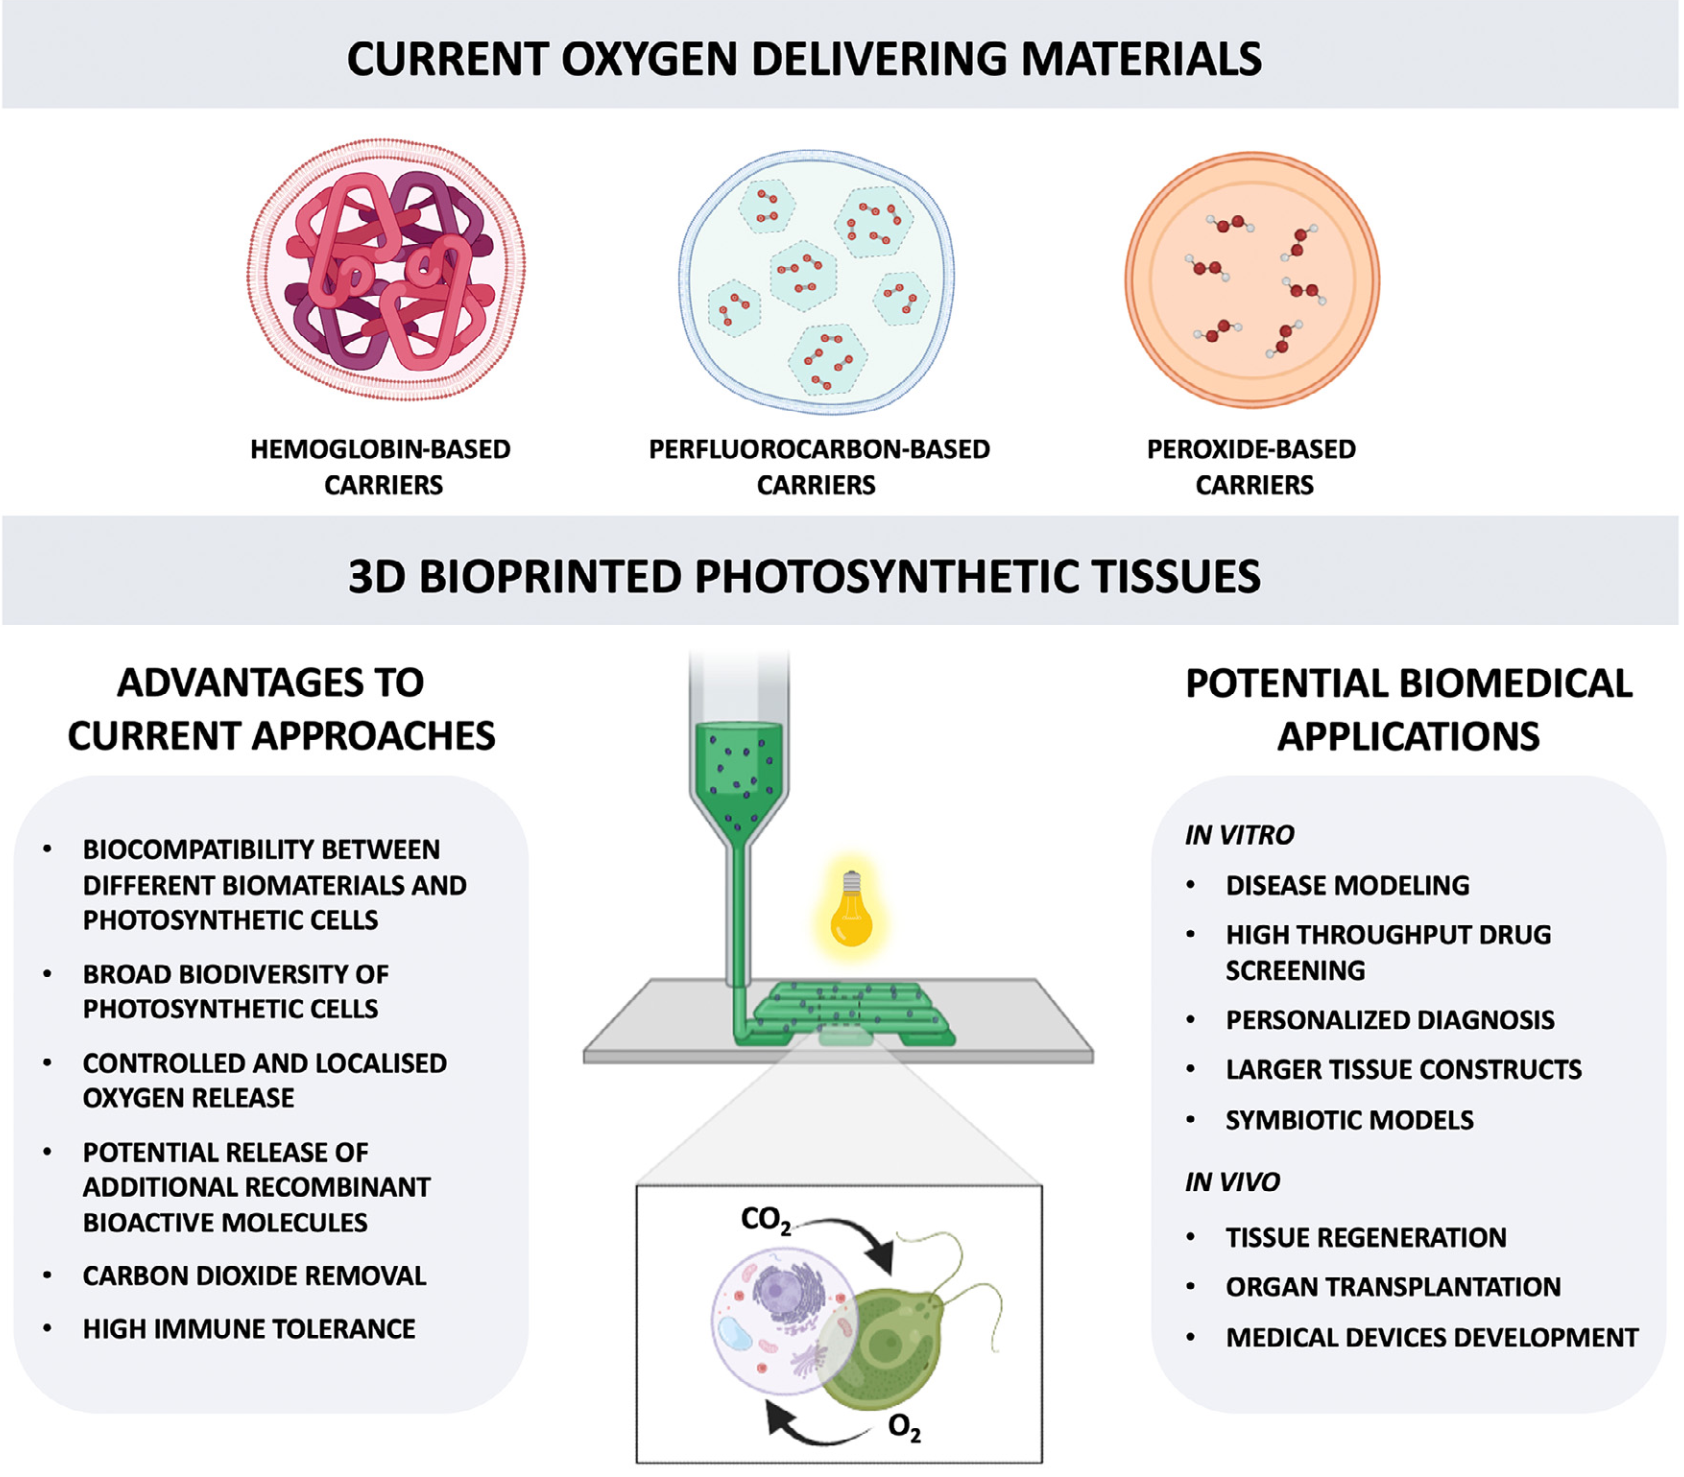 CURRENT OXYGEN DELIVERING MATERIALS
HEMOGLOBIN-BASED
CARRIERS
PERFLUOROCARBON-BASED
CARRIERS
PEROXIDE-BASED
CARRIERS
3D BIOPRINTED PHOTOSYNTHETIC TISSUES
ADVANTAGES TO
CURRENT APPROACHES
• BIOCOMPATIBILITY BETWEEN
DIFFERENT BIOMATERIALS AND
PHOTOSYNTHETIC CELLS
• BROAD BIODIVERSITY OF
PHOTOSYNTHETIC CELLS
• CONTROLLED AND LOCALISED
OXYGEN RELEASE
• POTENTIAL RELEASE OF
ADDITIONAL RECOMBINANT
BIOACTIVE MOLECULES
• CARBON DIOXIDE REMOVAL
• HIGH IMMUNE TOLERANCE
CO₂
O₂
POTENTIAL BIOMEDICAL
APPLICATIONS
IN VITRO
• DISEASE MODELING
• HIGH THROUGHPUT DRUG
SCREENING
• PERSONALIZED DIAGNOSIS
• LARGER TISSUE CONSTRUCTS
• SYMBIOTIC MODELS
IN VIVO
• TISSUE REGENERATION
• ORGAN TRANSPLANTATION
• MEDICAL DEVICES DEVELOPMENT